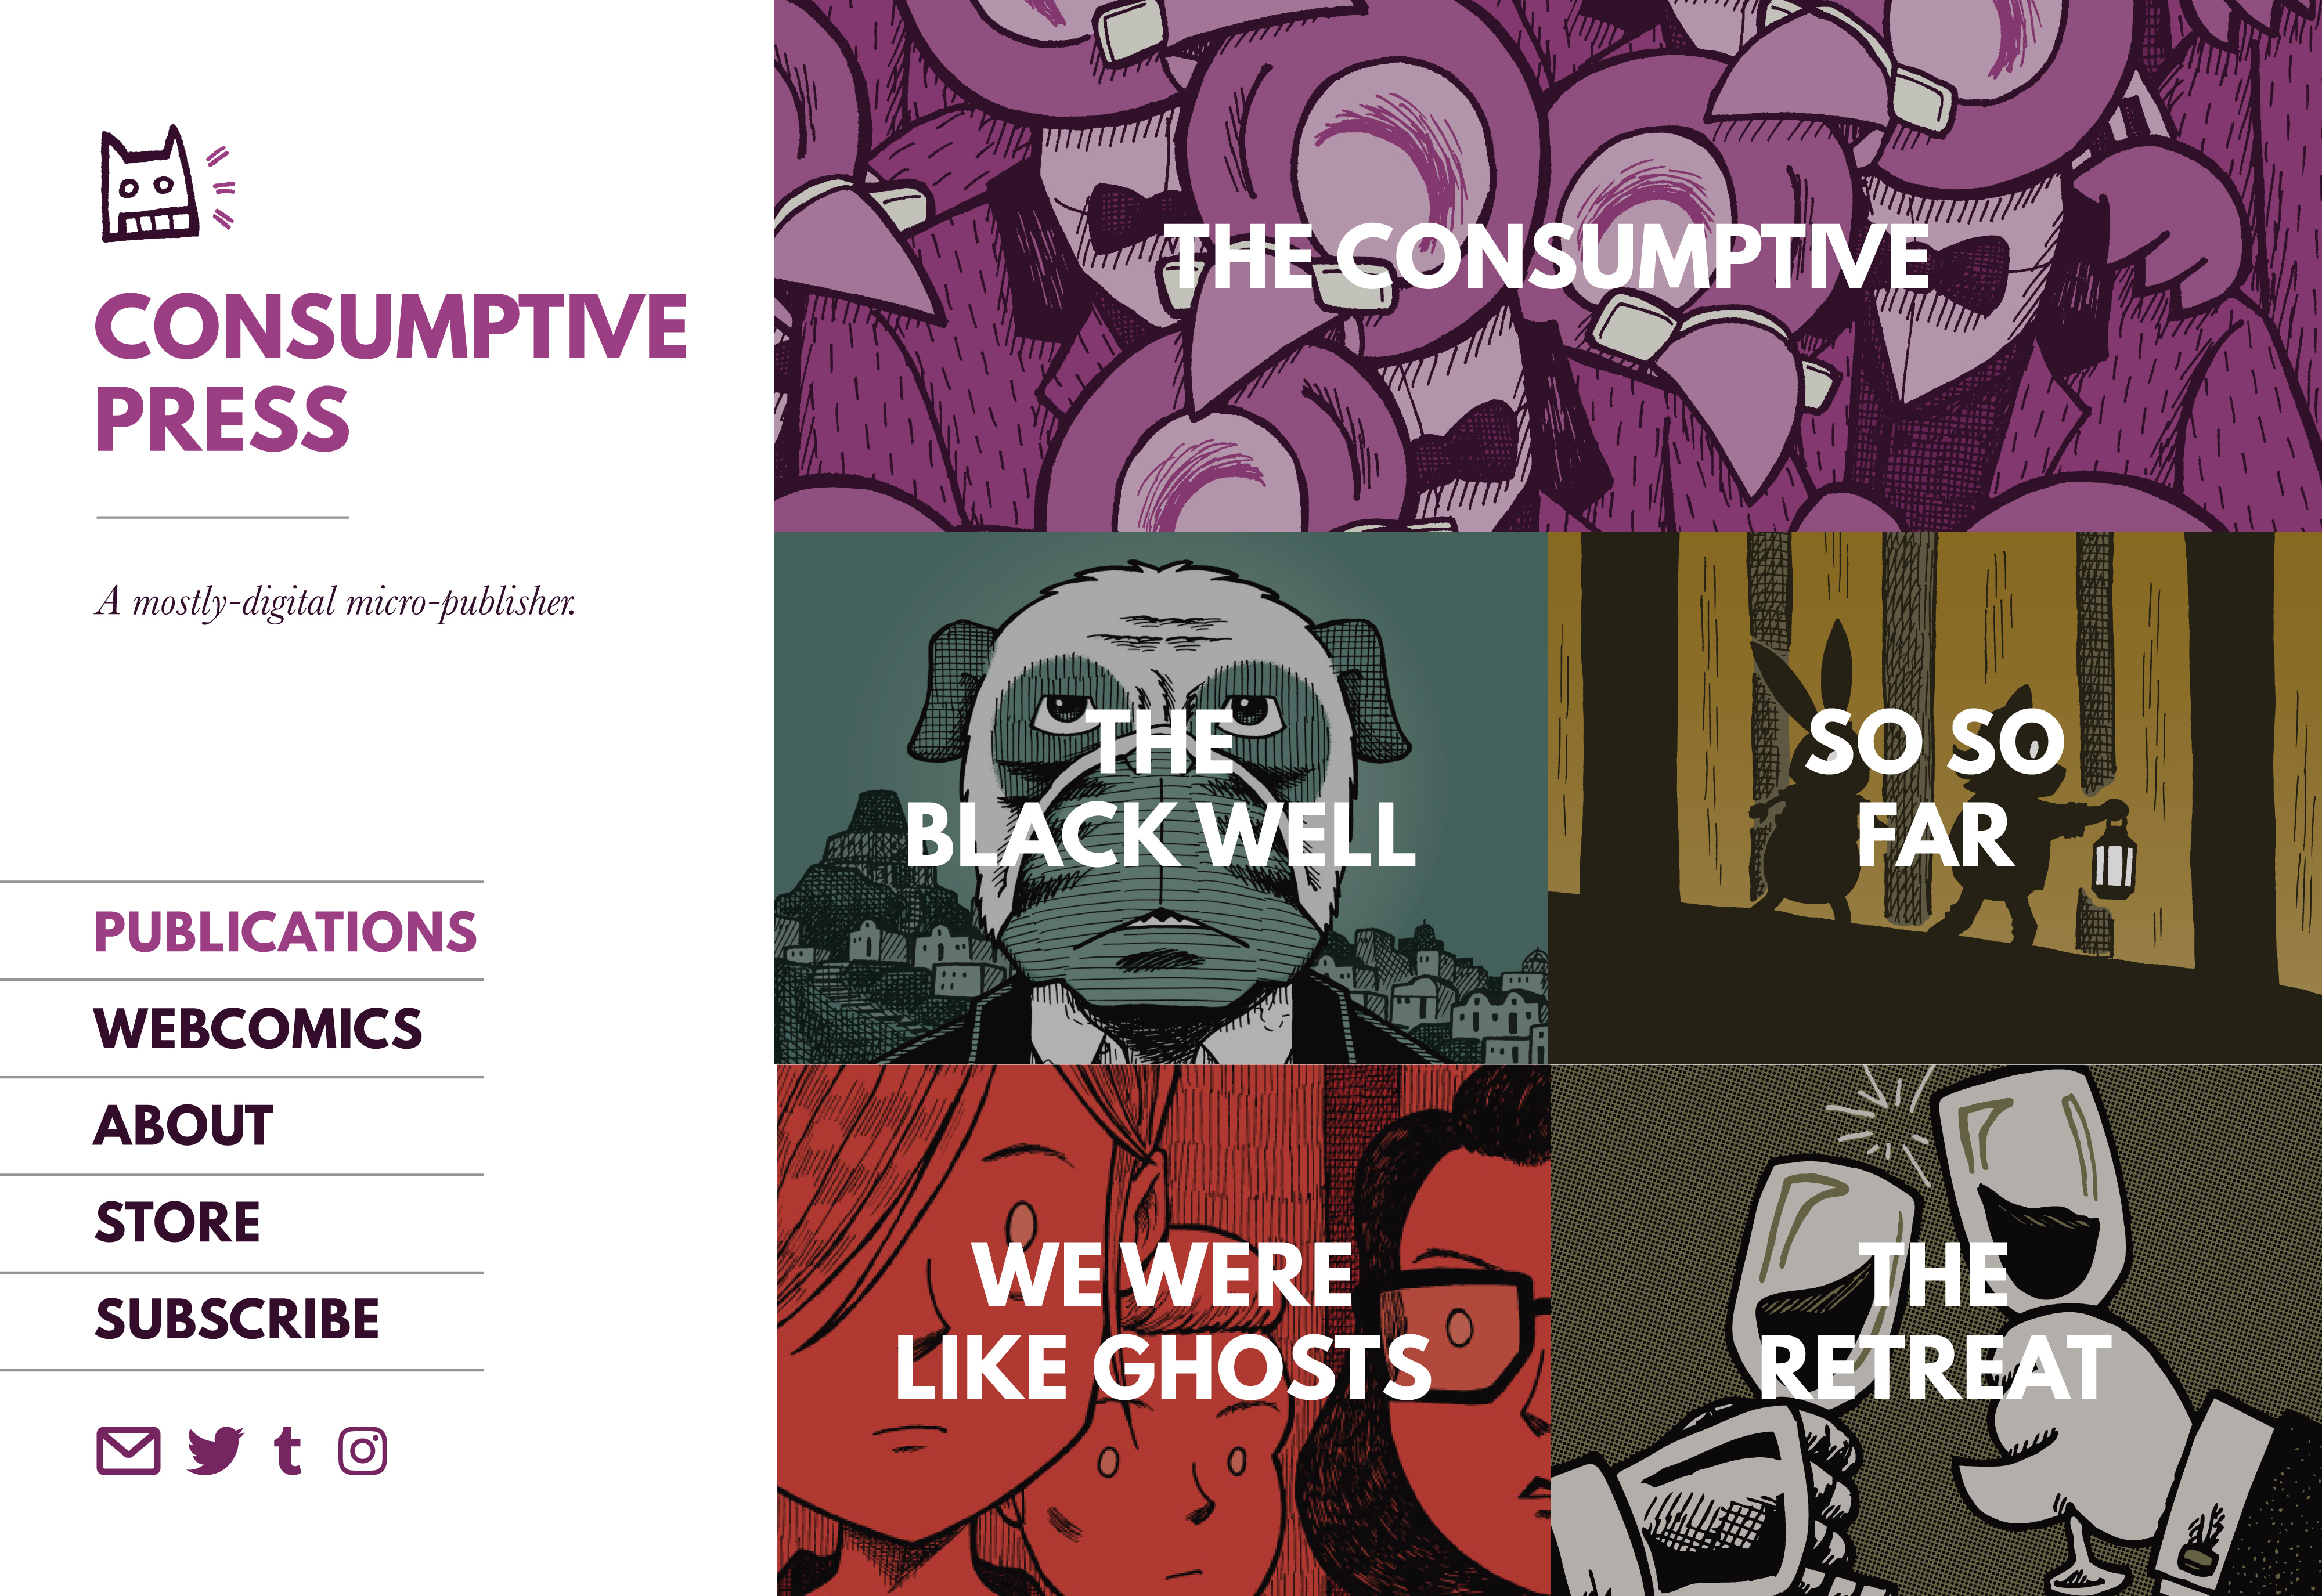 CONSUMPTIVE
PRESS
A mostly-digital micro-publisher.
PUBLICATIONS
WEBCOMICS
ABOUT
STORE
SUBSCRIBE
THE CONSUMPTIVE
THE
BLACK WELL
SO SO
FAR
WE WERE
LIKE GHOSTS
THE
RETREAT